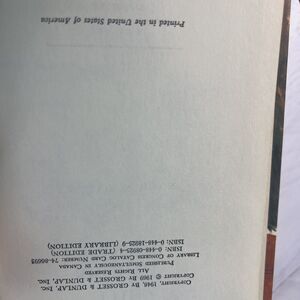 COPYRIGHT, 1948, BY GROSSET & DUNLAP, INC.
COPYRIGHT © 1969 BY GROSSET & DUNLAP, INC.
ALL RIGHTS RESERVED
PUBLISHED SIMULTANEOUSLY IN CANADA
LIBRARY OF CONGRESS CATALOG CARD NUMBER: 74-86693
ISBN: 0-448-08925-4 (TRADE EDITION)
ISBN: 0-448-18925-9 (LIBRARY EDITION)
Printed in the United States of America